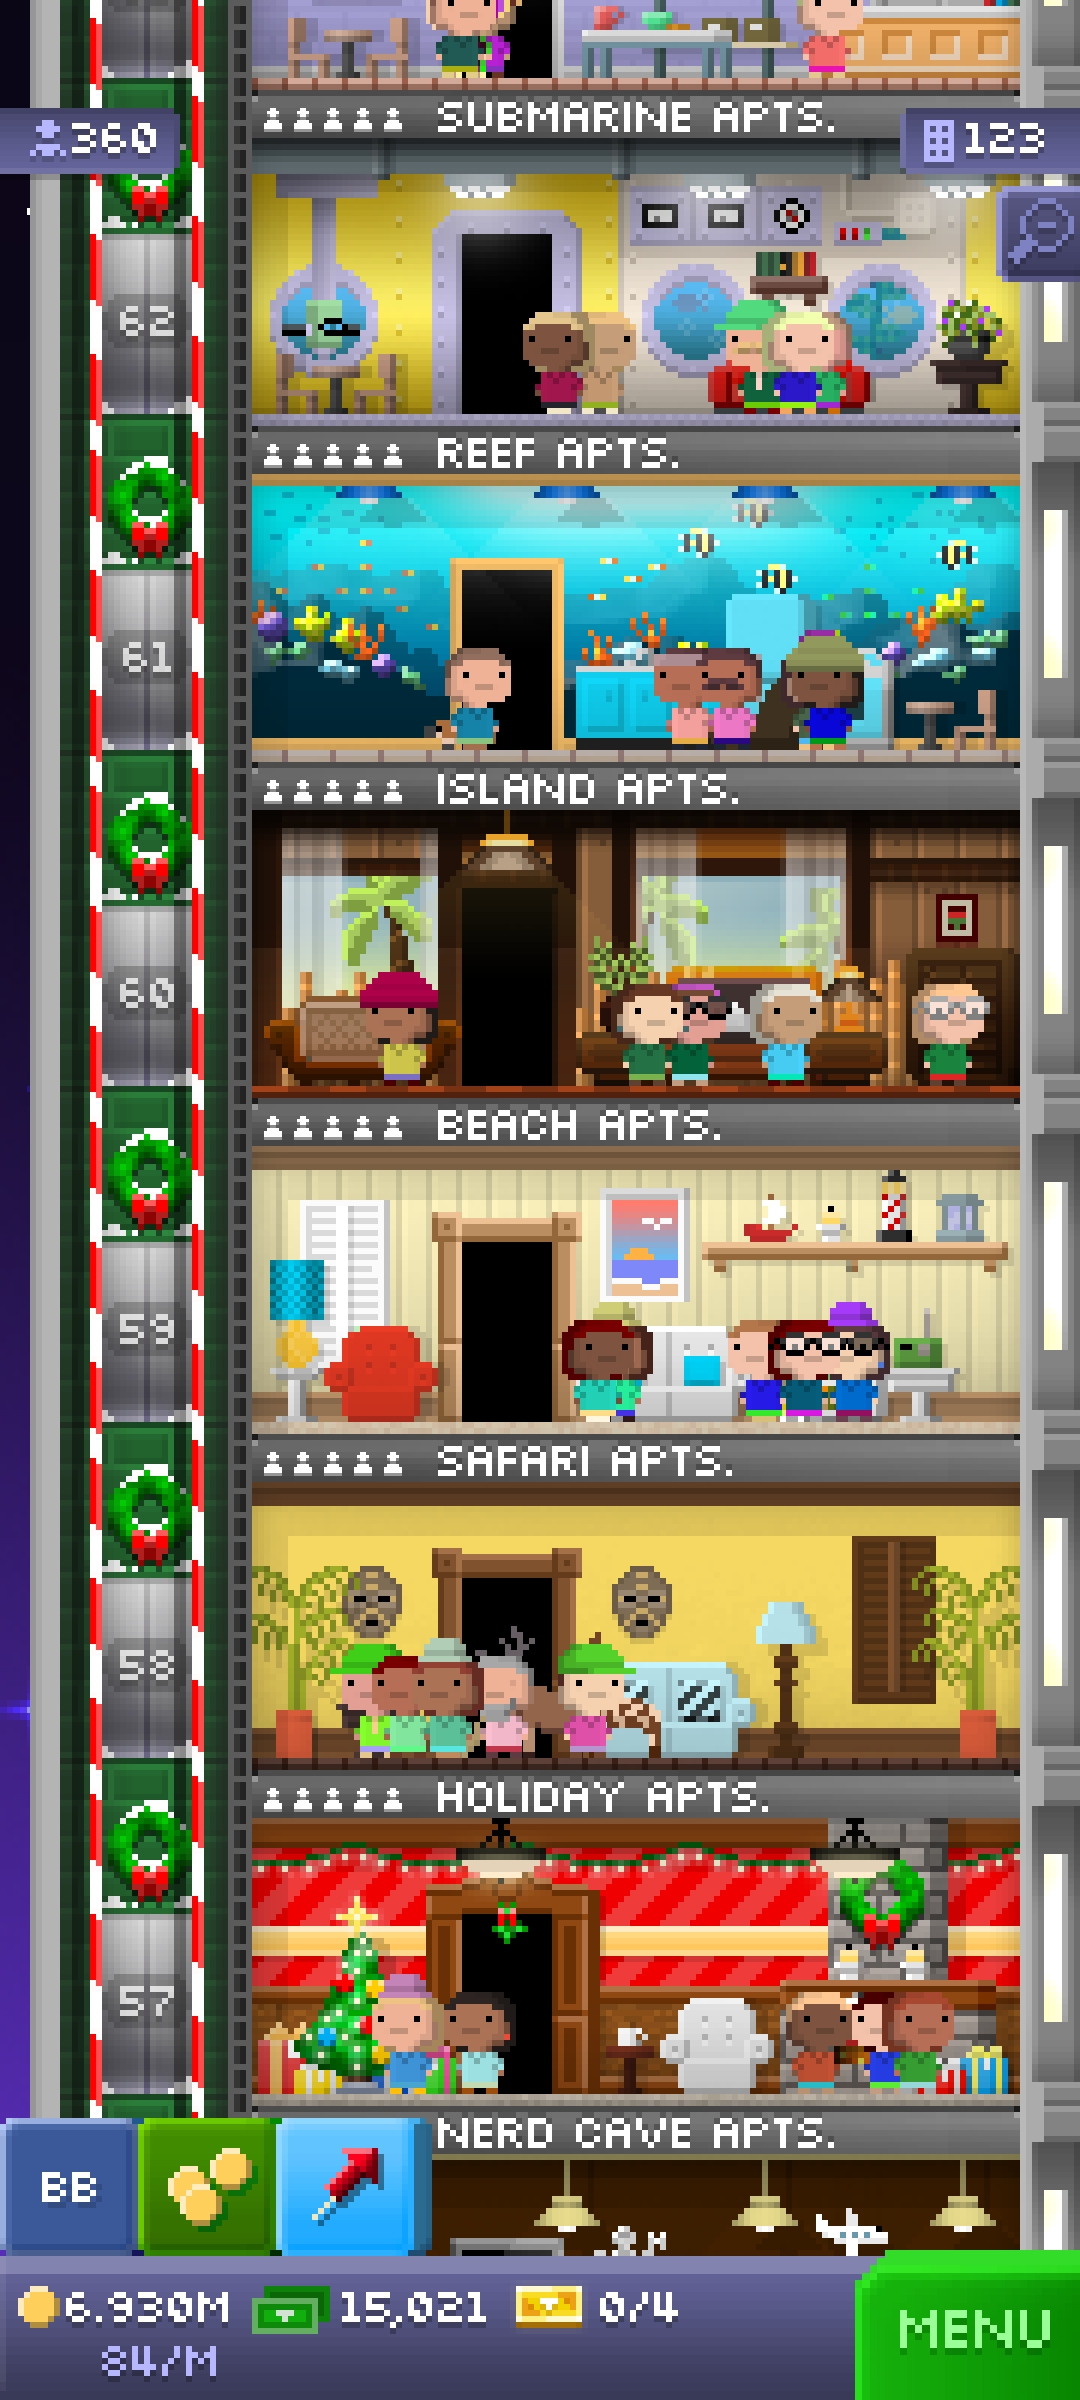 SUBMARINE APTS.
360
123
62
REEF APTS.
61
ISLAND APTS.
60
BEACH APTS.
59
SAFARI APTS.
58
HOLIDAY APTS.
57
NERD CAVE APTS.
BB
6.930M
15,021
0/4
84/M
MENU